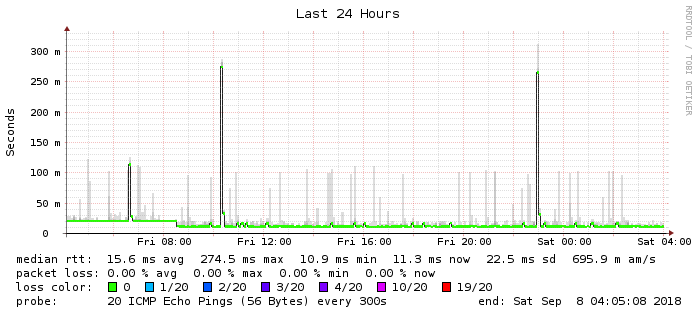 Last 24 Hours
RRDTOOL / TOBI OETIKER
Seconds
300 m
250 m
200 m
150 m
100 m
50 m
0
Fri 08:00 Fri 12:00 Fri 16:00 Fri 20:00 Sat 00:00 Sat 04:00
median rtt: 15.6 ms avg 274.5 ms max 10.9 ms min 11.3 ms now 22.5 ms sd 695.9 m am/s
packet loss: 0.00 % avg 0.00 % max 0.00 % min 0.00 % now
loss color: 0 1/20 2/20 3/20 4/20 10/20 19/20
probe: 20 ICMP Echo Pings (56 Bytes) every 300s end: Sat Sep 8 04:05:08 2018